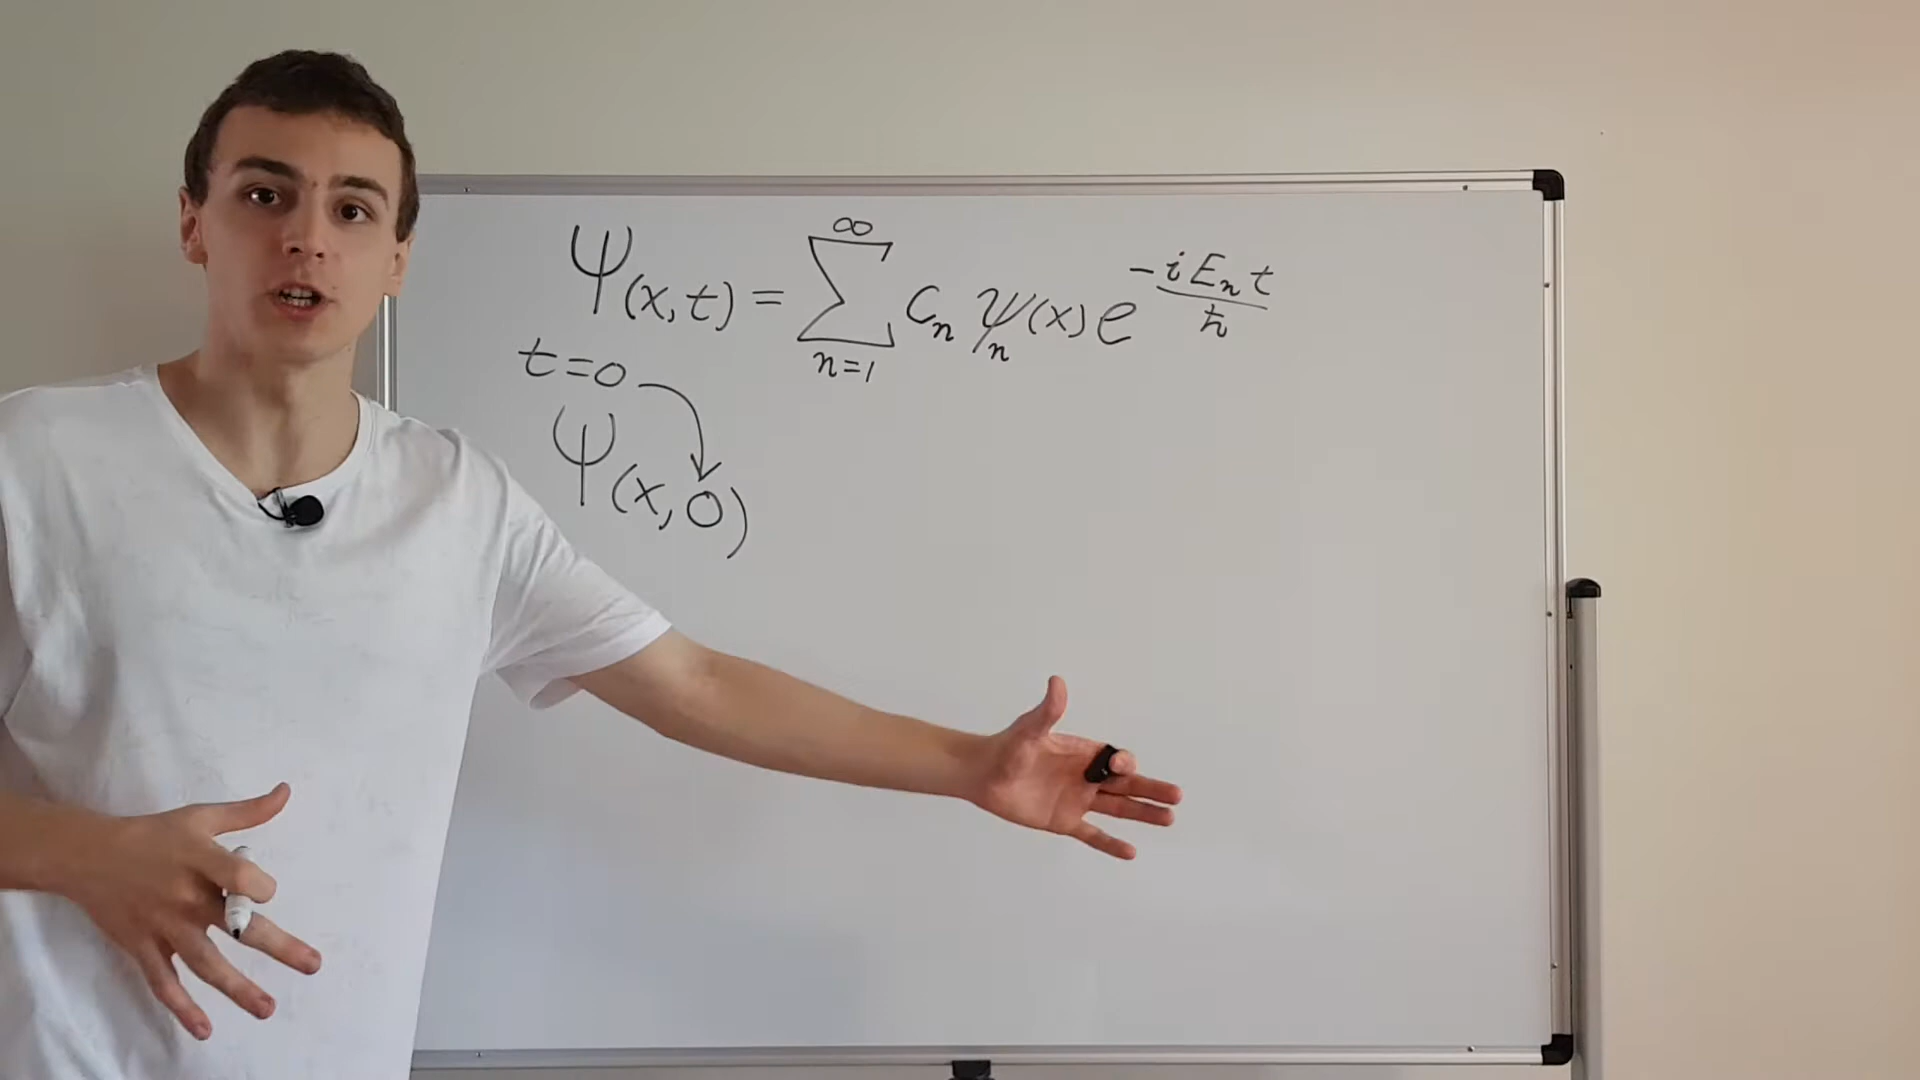 Ψ(x,t) = ∑_{n=1}^{∞} c_n ψ_n(x) e^{-iE_n t/ħ}
t=0
Ψ(x,0)